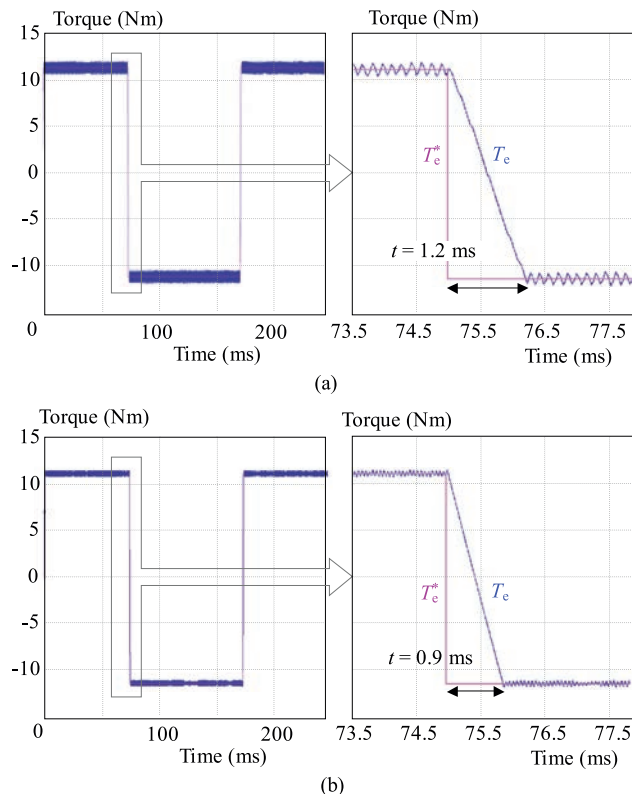 Torque (Nm) Torque (Nm)
15
10
5
0
-5
-10
0 100 200 73.5 74.5 75.5 76.5 77.5
Time (ms) Time (ms)
T*e Te
t = 1.2 ms
(a)
Torque (Nm) Torque (Nm)
15
10
5
0
-5
-10
0 100 200 73.5 74.5 75.5 76.5 77.5
Time (ms) Time (ms)
T*e Te
t = 0.9 ms
(b)